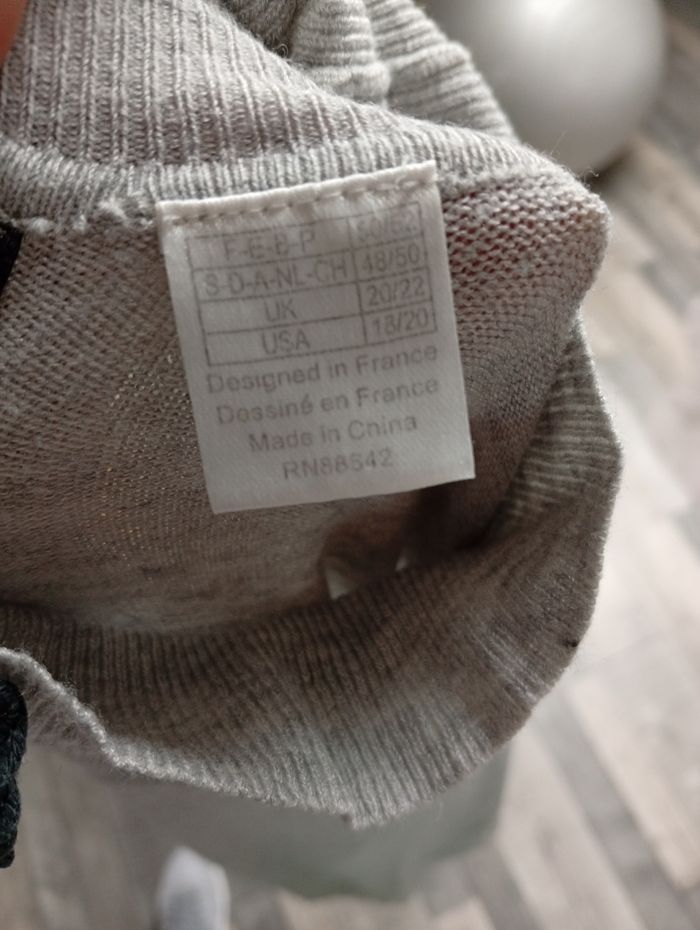 F-E-B-P 50/52
S-D-A-NL-CH 48/50
UK 20/22
USA 18/20
Designed in France
Dessiné en France
Made in China
RN88542